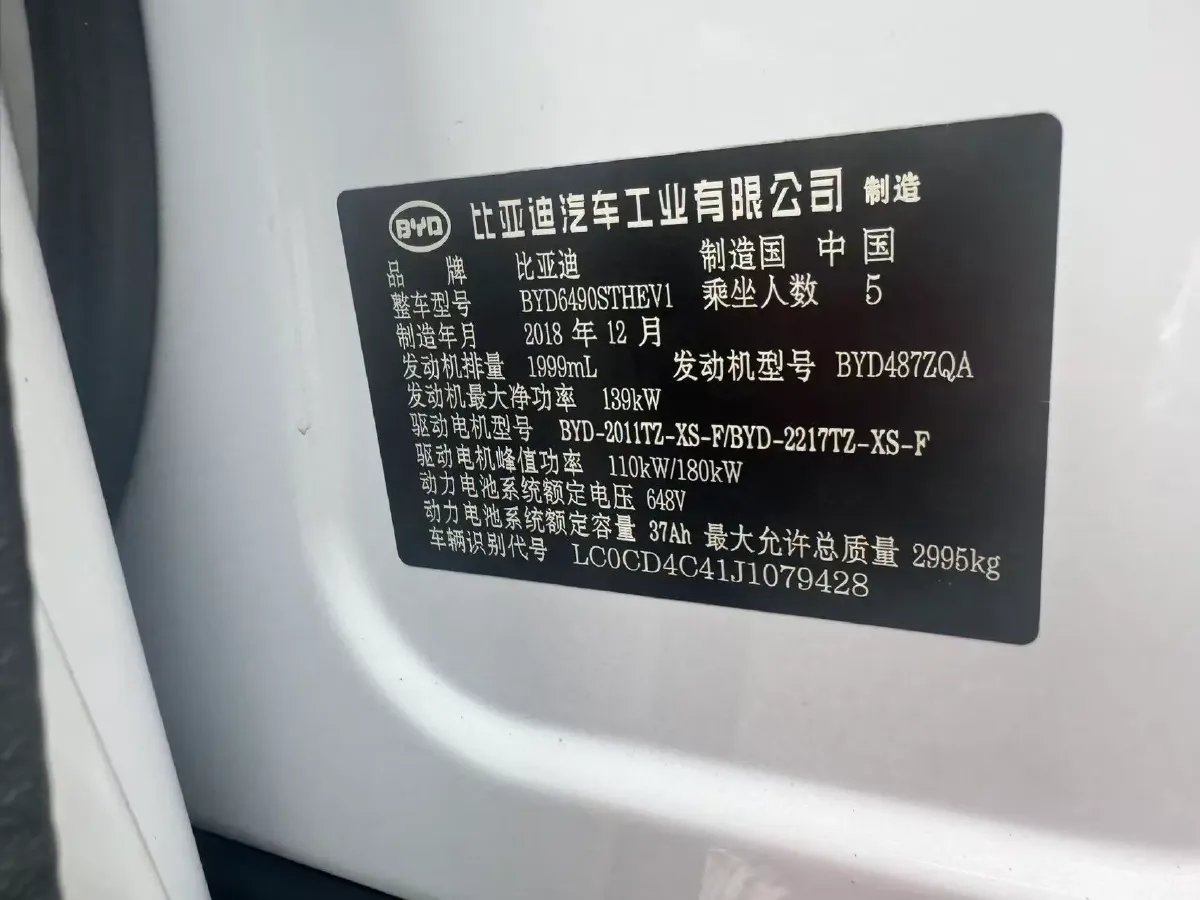 BYD 比亚迪汽车工业有限公司 制造
品 牌 比亚迪 制造国 中国
整车型号 BYD6490STHEV1 乘坐人数 5
制造年月 2018 年 12 月
发动机排量 1999mL 发动机型号 BYD487ZQA
发动机最大净功率 139kW
驱动电机型号 BYD-2011TZ-XS-F/BYD-2217TZ-XS-F
驱动电机峰值功率 110kW/180kW
动力电池系统额定电压 648V
动力电池系统额定容量 37Ah 最大允许总质量 2995kg
车辆识别代号 LC0CD4C41J1079428